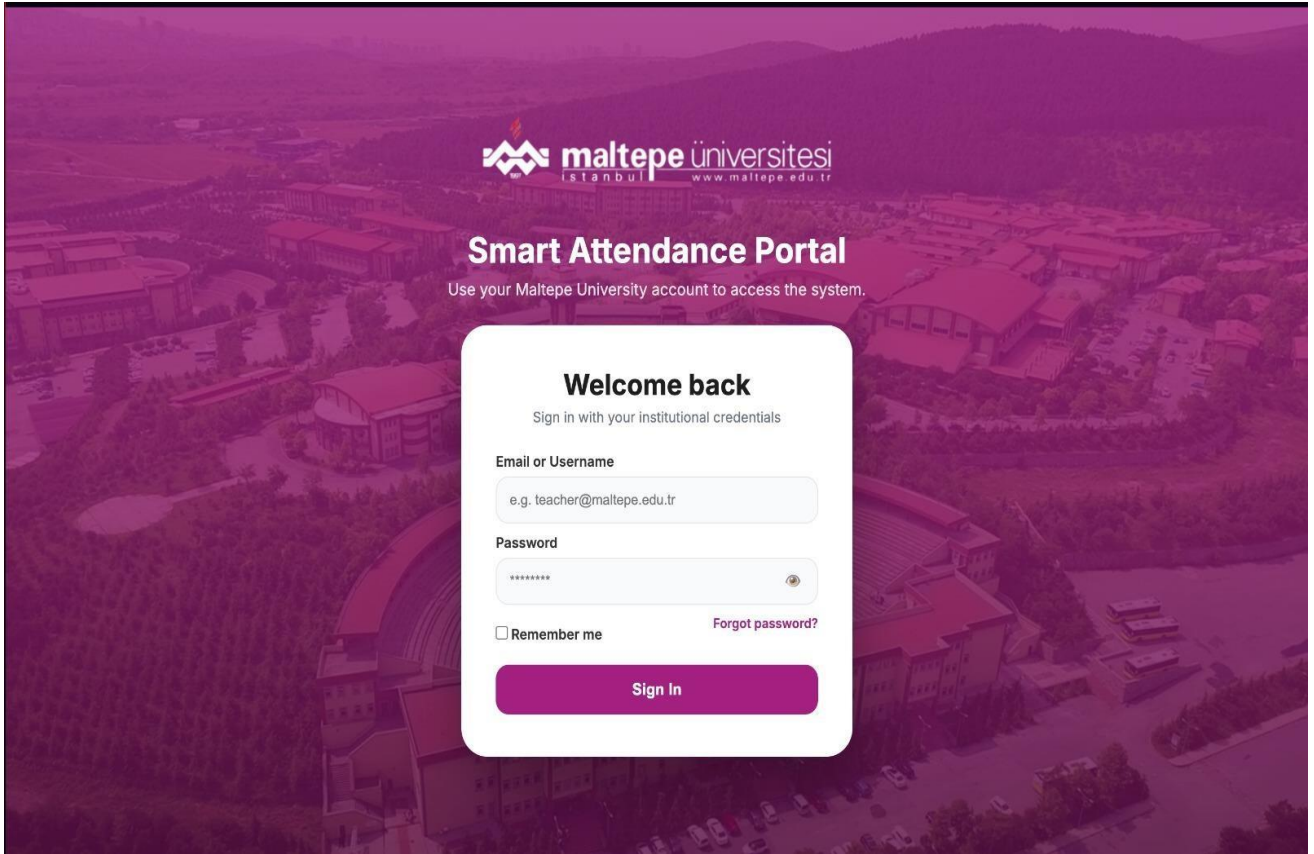 maltepe üniversitesi
istanbul www.maltepe.edu.tr
Smart Attendance Portal
Use your Maltepe University account to access the system.
Welcome back
Sign in with your institutional credentials
Email or Username
e.g. teacher@maltepe.edu.tr
Password
********
Remember me
Forgot password?
Sign In